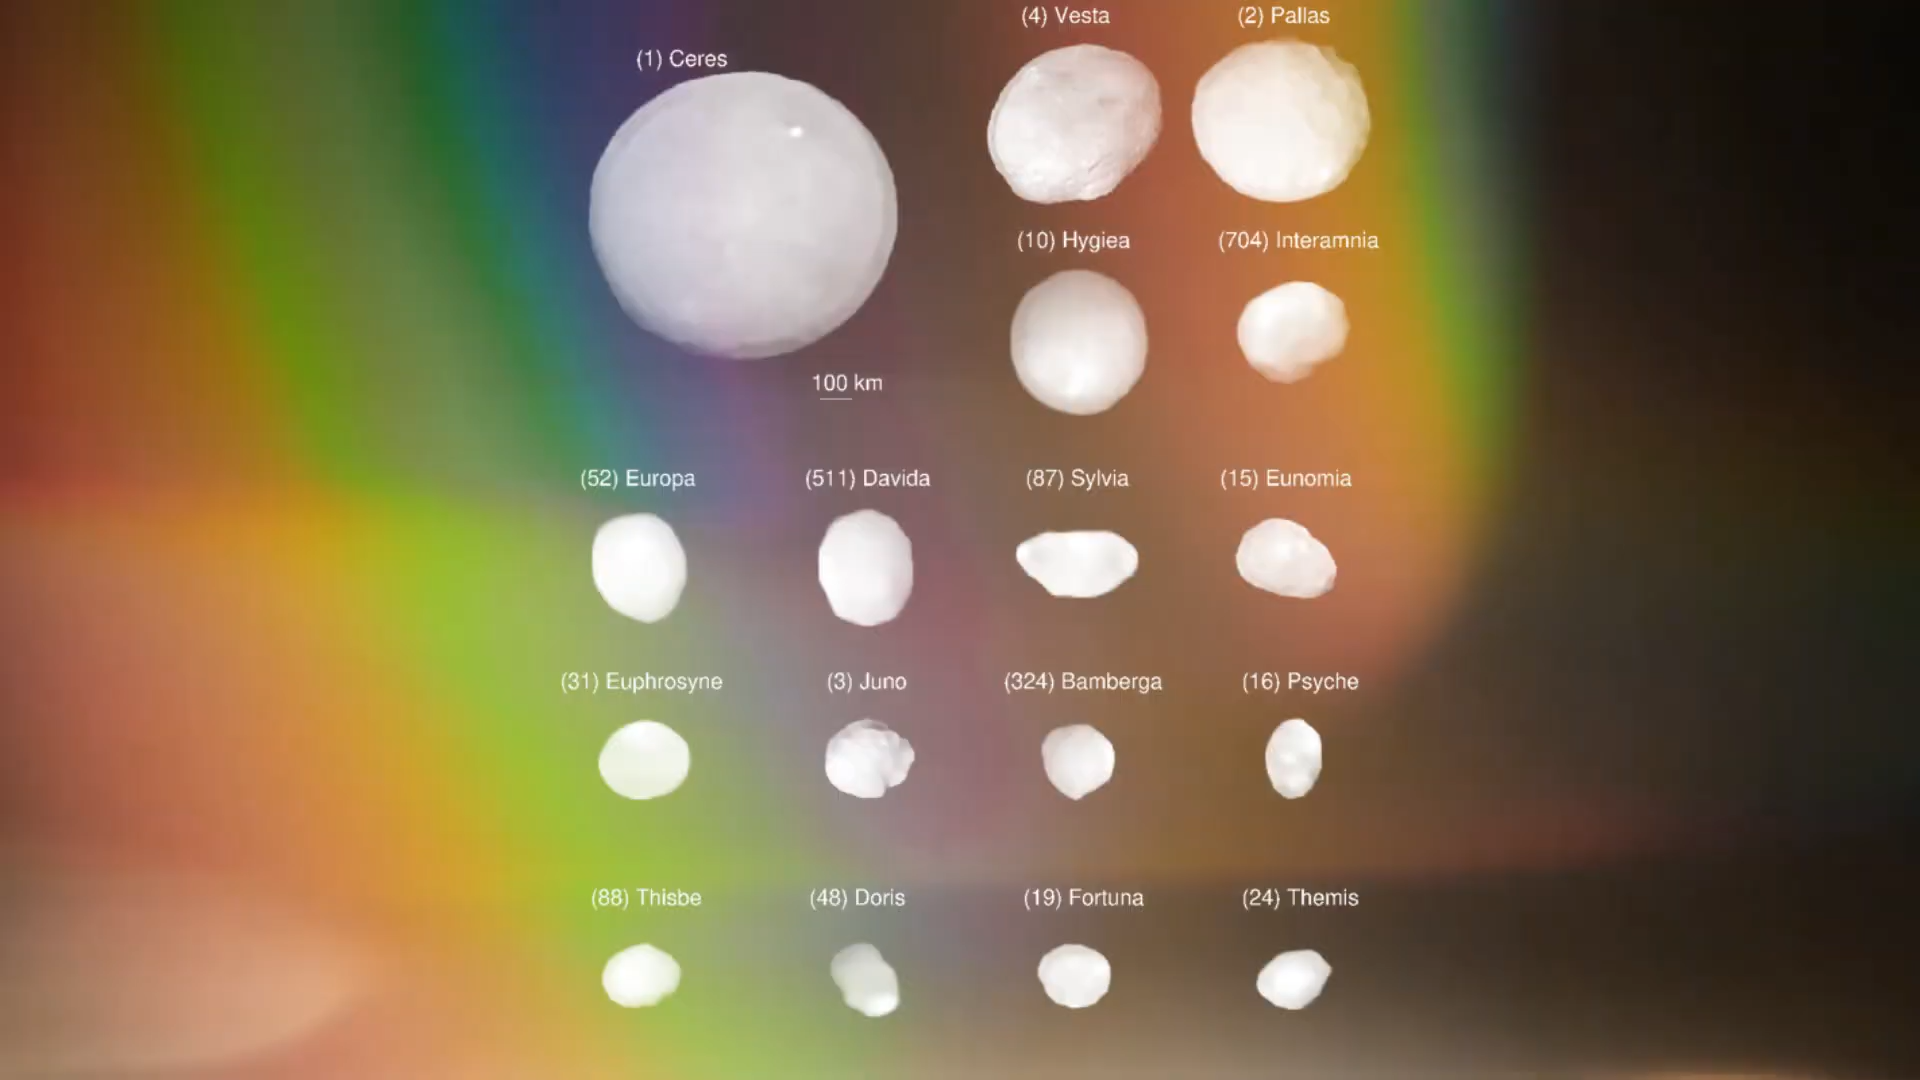 (4) Vesta
(2) Pallas
(1) Ceres
(10) Hygiea
(704) Interamnia
100 km
(52) Europa
(511) Davida
(87) Sylvia
(15) Eunomia
(31) Euphrosyne
(3) Juno
(324) Bamberga
(16) Psyche
(88) Thisbe
(48) Doris
(19) Fortuna
(24) Themis